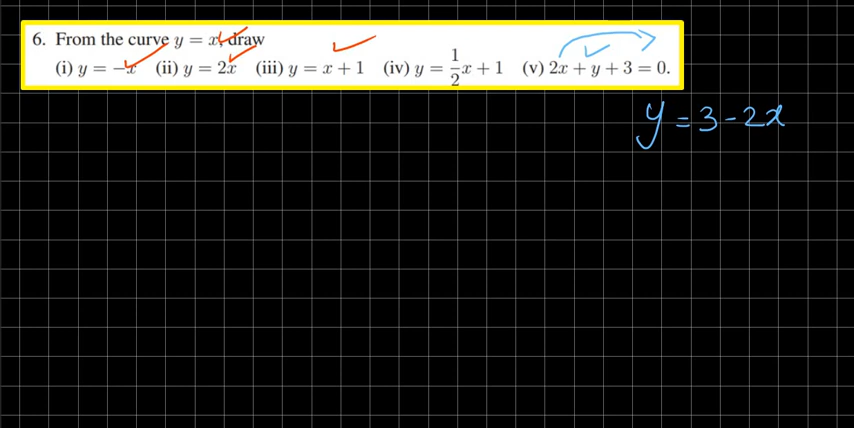 6. From the curve y = x, draw
(i) y = −x (ii) y = 2x (iii) y = x + 1 (iv) y = 1/2 x + 1 (v) 2x + y + 3 = 0.
y = 3 - 2x